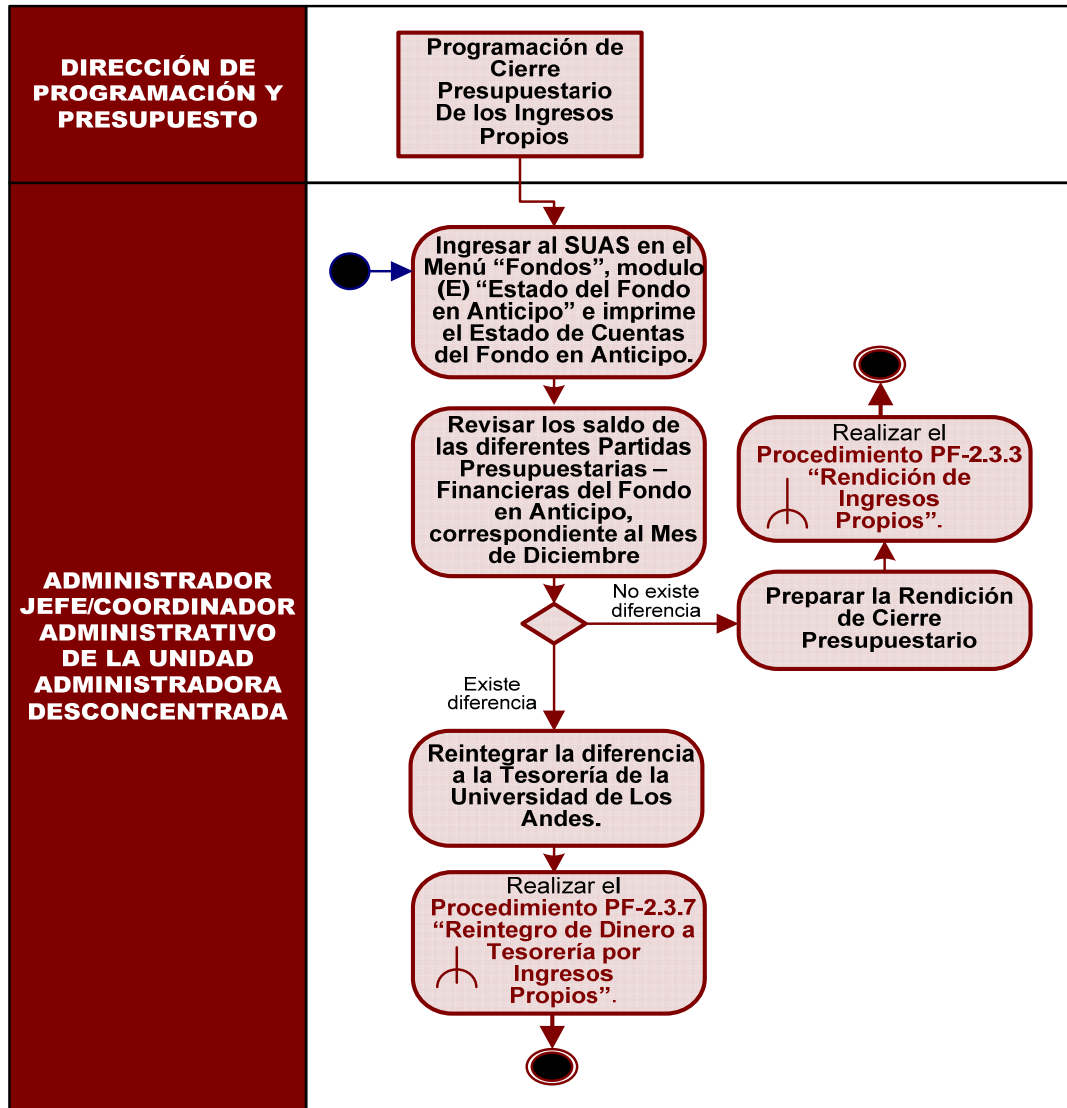 DIRECCIÓN DE
PROGRAMACIÓN Y
PRESUPUESTO
Programación de
Cierre
Presupuestario
De los Ingresos
Propios
ADMINISTRADOR
JEFE/COORDINADOR
ADMINISTRATIVO
DE LA UNIDAD
ADMINISTRADORA
DESCONCENTRADA
Ingresar al SUAS en el
Menú “Fondos”, modulo
(E) “Estado del Fondo
en Anticipo” e imprime
el Estado de Cuentas
del Fondo en Anticipo.
Revisar los saldo de
las diferentes Partidas
Presupuestarias –
Financieras del Fondo
en Anticipo,
correspondiente al Mes
de Diciembre
No existe
diferencia
Preparar la Rendición
de Cierre
Presupuestario
Realizar el
Procedimiento PF-2.3.3
“Rendición de
Ingresos
Propios”.
Existe
diferencia
Reintegrar la diferencia
a la Tesorería de la
Universidad de Los
Andes.
Realizar el
Procedimiento PF-2.3.7
“Reintegro de Dinero a
Tesorería por
Ingresos
Propios”.